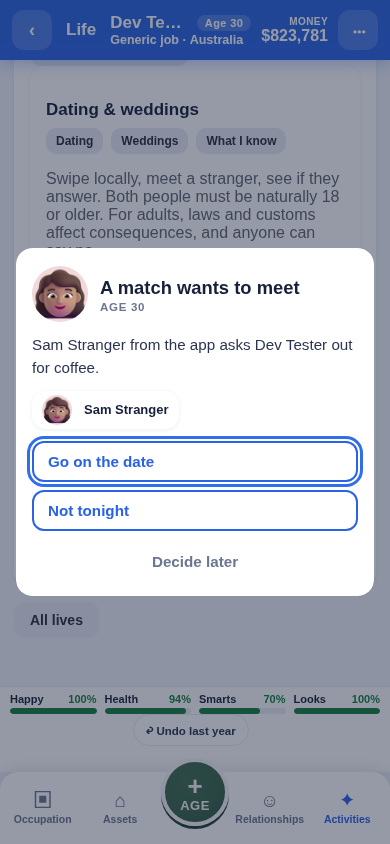 ‹ Life Dev Te... Age 30 MONEY
Generic job · Australia $823,781 ...
Dating & weddings
Dating Weddings What I know
Swipe locally, meet a stranger, see if they
answer. Both people must be naturally 18
or older. For adults, laws and customs
affect consequences, and anyone can
A match wants to meet
AGE 30
Sam Stranger from the app asks Dev Tester out
for coffee.
Sam Stranger
Go on the date
Not tonight
Decide later
All lives
Happy 100% Health 94% Smarts 70% Looks 100%
Undo last year
+
AGE
Occupation Assets Relationships Activities